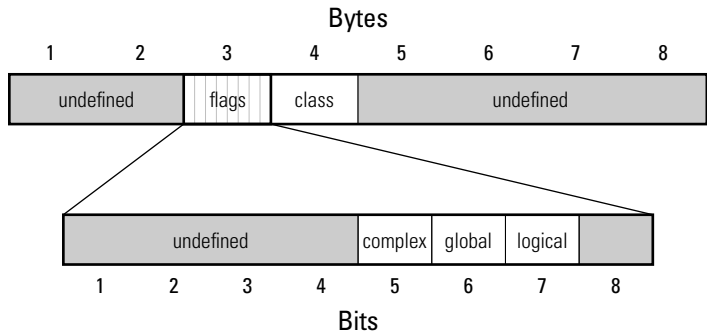 Bytes
1 2 3 4 5 6 7 8
undefined flags class undefined
undefined complex global logical
1 2 3 4 5 6 7 8
Bits